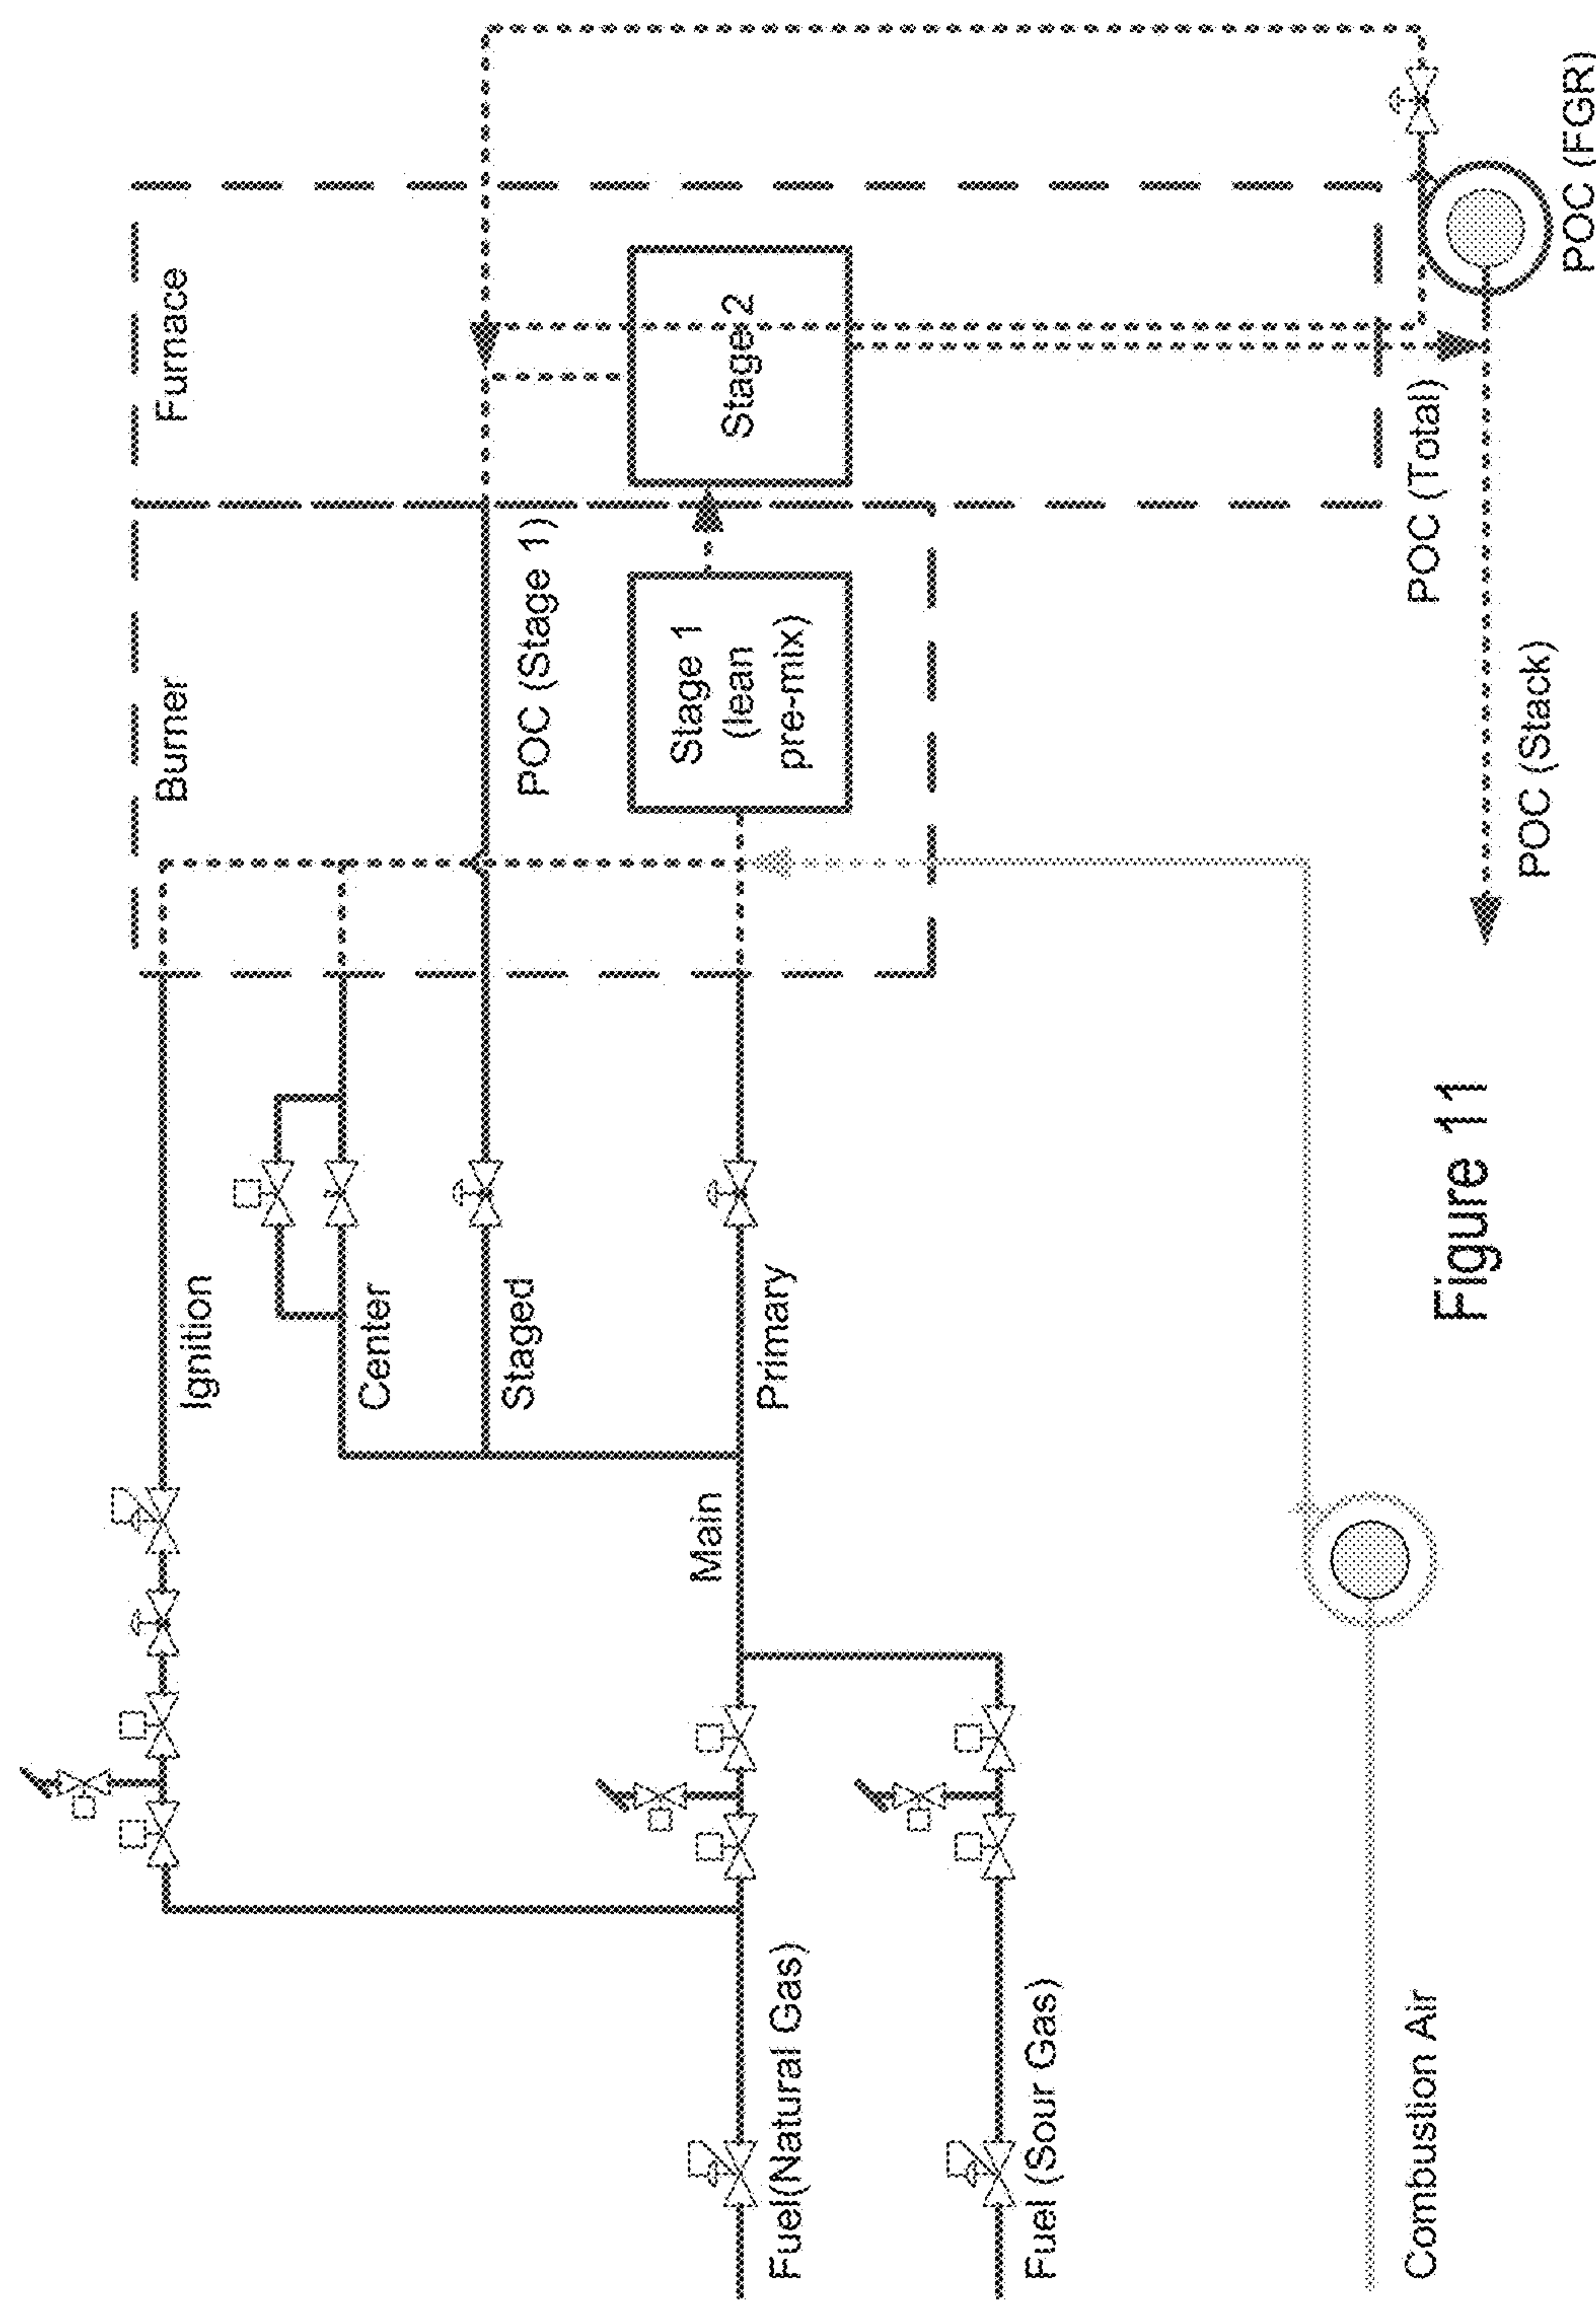 Ignition
Center
Staged
Primary
Main
Fuel(Natural Gas)
Fuel (Sour Gas)
Combustion Air
Burner
Furnace
POC (Stage 1)
Stage 1
(lean
pre-mix)
Stage 2
POC (Total)
POC (Stack)
POC (FGR)
Figure 11